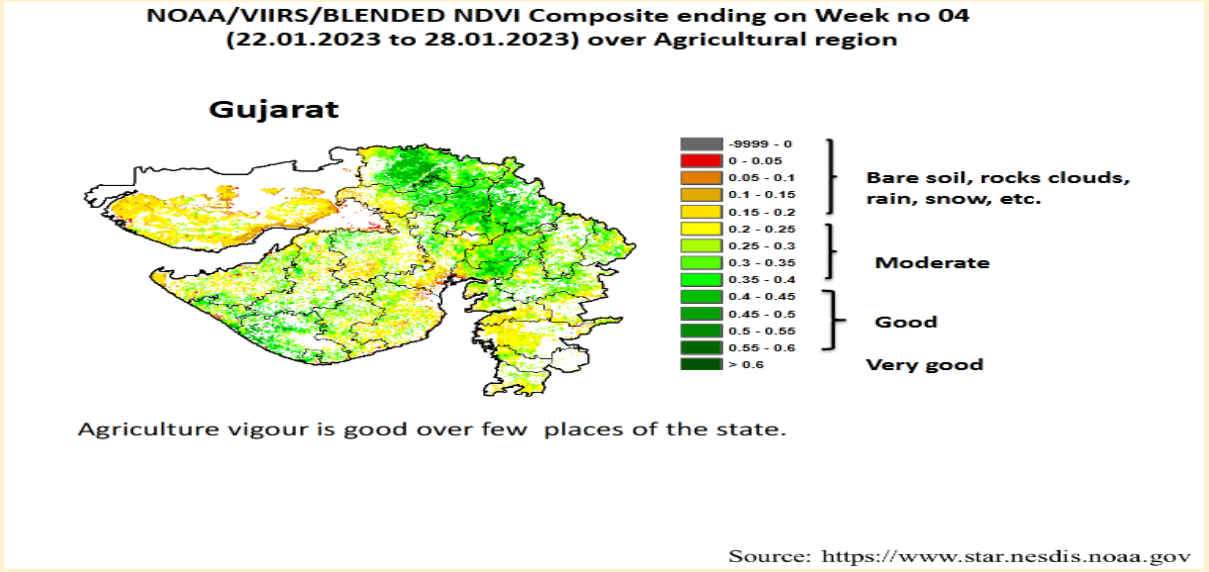 NOAA/VIIRS/BLENDED NDVI Composite ending on Week no 04
(22.01.2023 to 28.01.2023) over Agricultural region
Gujarat
-9999 - 0
0 - 0.05
0.05 - 0.1
0.1 - 0.15
0.15 - 0.2
0.2 - 0.25
0.25 - 0.3
0.3 - 0.35
0.35 - 0.4
0.4 - 0.45
0.45 - 0.5
0.5 - 0.55
0.55 - 0.6
> 0.6
Bare soil, rocks clouds,
rain, snow, etc.
Moderate
Good
Very good
Agriculture vigour is good over few places of the state.
Source: https://www.star.nesdis.noaa.gov